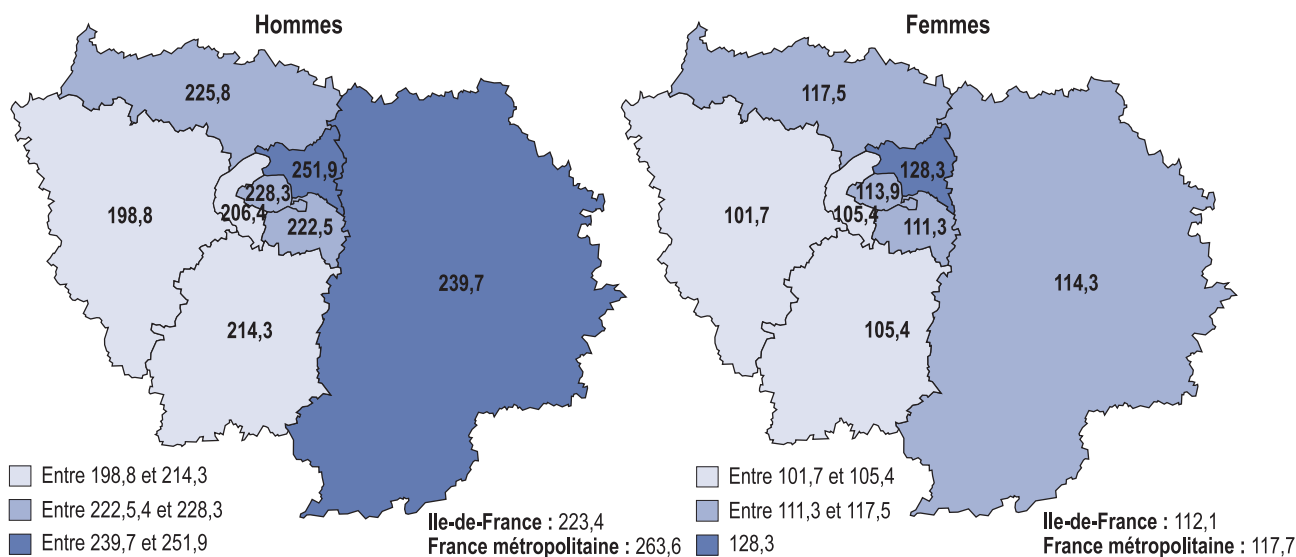 Hommes
225,8
251,9
228,3
198,8
206,4
222,5
239,7
214,3
Entre 198,8 et 214,3
Entre 222,5,4 et 228,3
Entre 239,7 et 251,9
Ile-de-France : 223,4
France métropolitaine : 263,6
Femmes
117,5
128,3
113,9
101,7
105,4
111,3
114,3
105,4
Entre 101,7 et 105,4
Entre 111,3 et 117,5
128,3
Ile-de-France : 112,1
France métropolitaine : 117,7